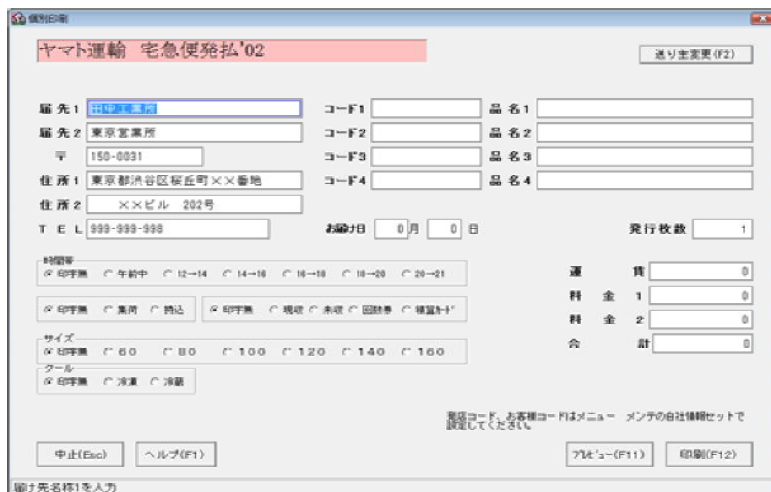 個別印刷
ヤマト運輸 宅急便発払'02
送り主変更(F2)
届先1 田中工業所 コード1 品名1
届先2 東京営業所 コード2 品名2
〒 150-0031 コード3 品名3
住所1 東京都渋谷区桜丘町××番地 コード4 品名4
住所2 ××ビル 202号
TEL 999-999-998 お届け日 0月 0日 発行枚数 1
時間帯
印字無 午前中 12→14 14→16 16→18 18→20 20→21 運賃 0
料金1 0
印字無 集荷 持込 印字無 現収 未収 回数券 積算カード
料金2 0
サイズ
印字無 60 80 100 120 140 160 合計 0
クール
印字無 冷凍 冷蔵
発店コード、お客様コードはメニュー メンテの自社情報セットで
設定してください。
中止(Esc) ヘルプ(F1) プレビュー(F11) 印刷(F12)
届け先名称1を入力